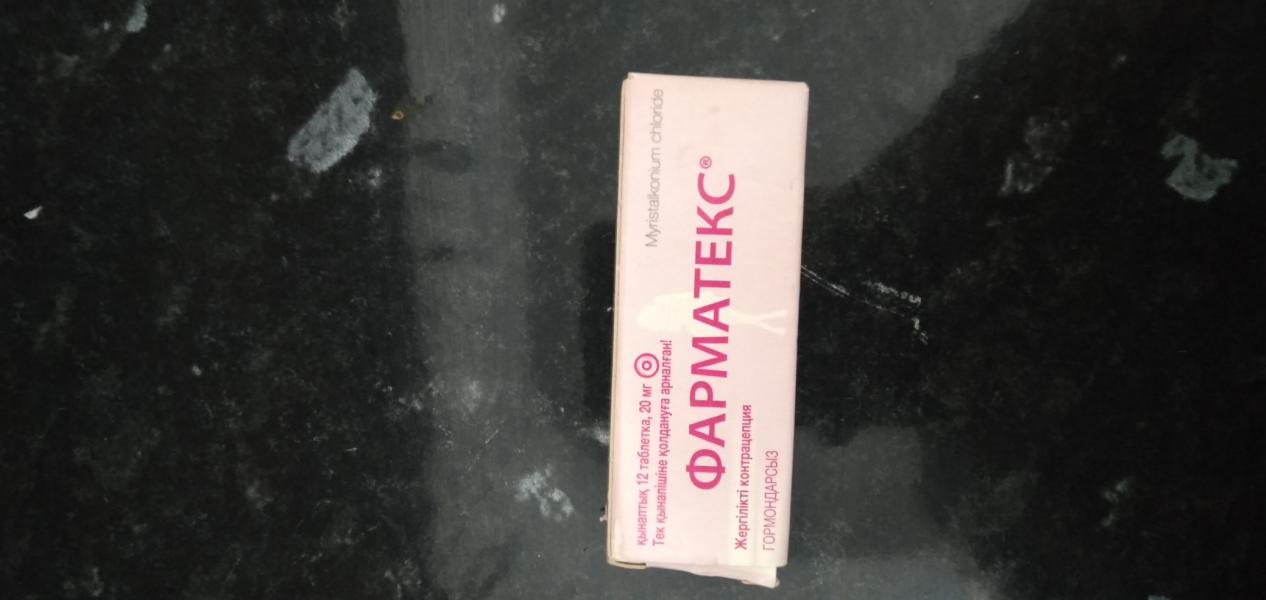 Myristalkonium chloride
қынаптық 12 таблетка, 20 мг
Тек қынапішіне қолдануға арналған!
ФАРМАТЕКС®
Жергілікті контрацепция
ГОРМОНДАРСЫЗ